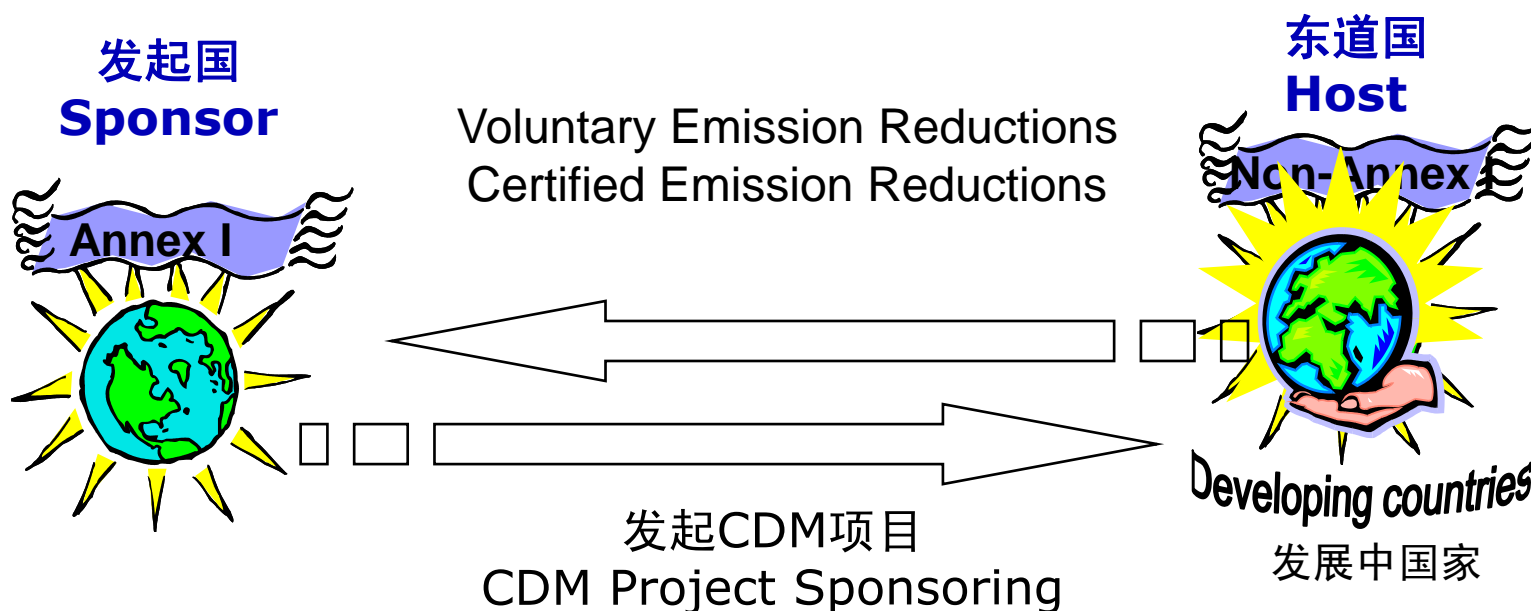 发起国
Sponsor
Annex I
Voluntary Emission Reductions
Certified Emission Reductions
东道国
Host
Non-Annex I
发起CDM项目
CDM Project Sponsoring
Developing countries
发展中国家